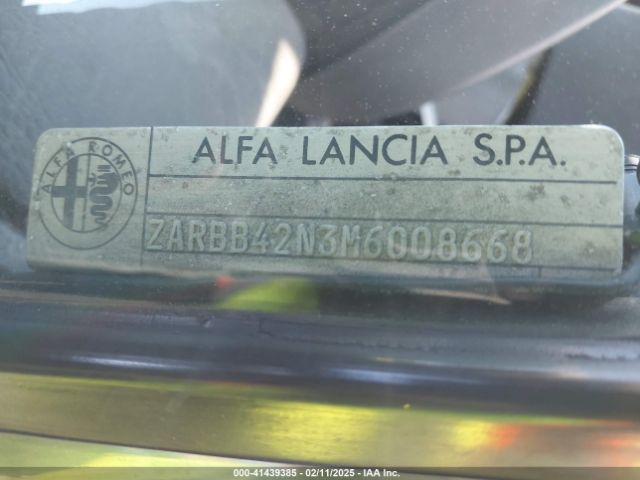 ALFA LANCIA S.P.A.
ALFA ROMEO
ZARBB42N3M6008668
000-41439385 - 02/11/2025 - IAA Inc.